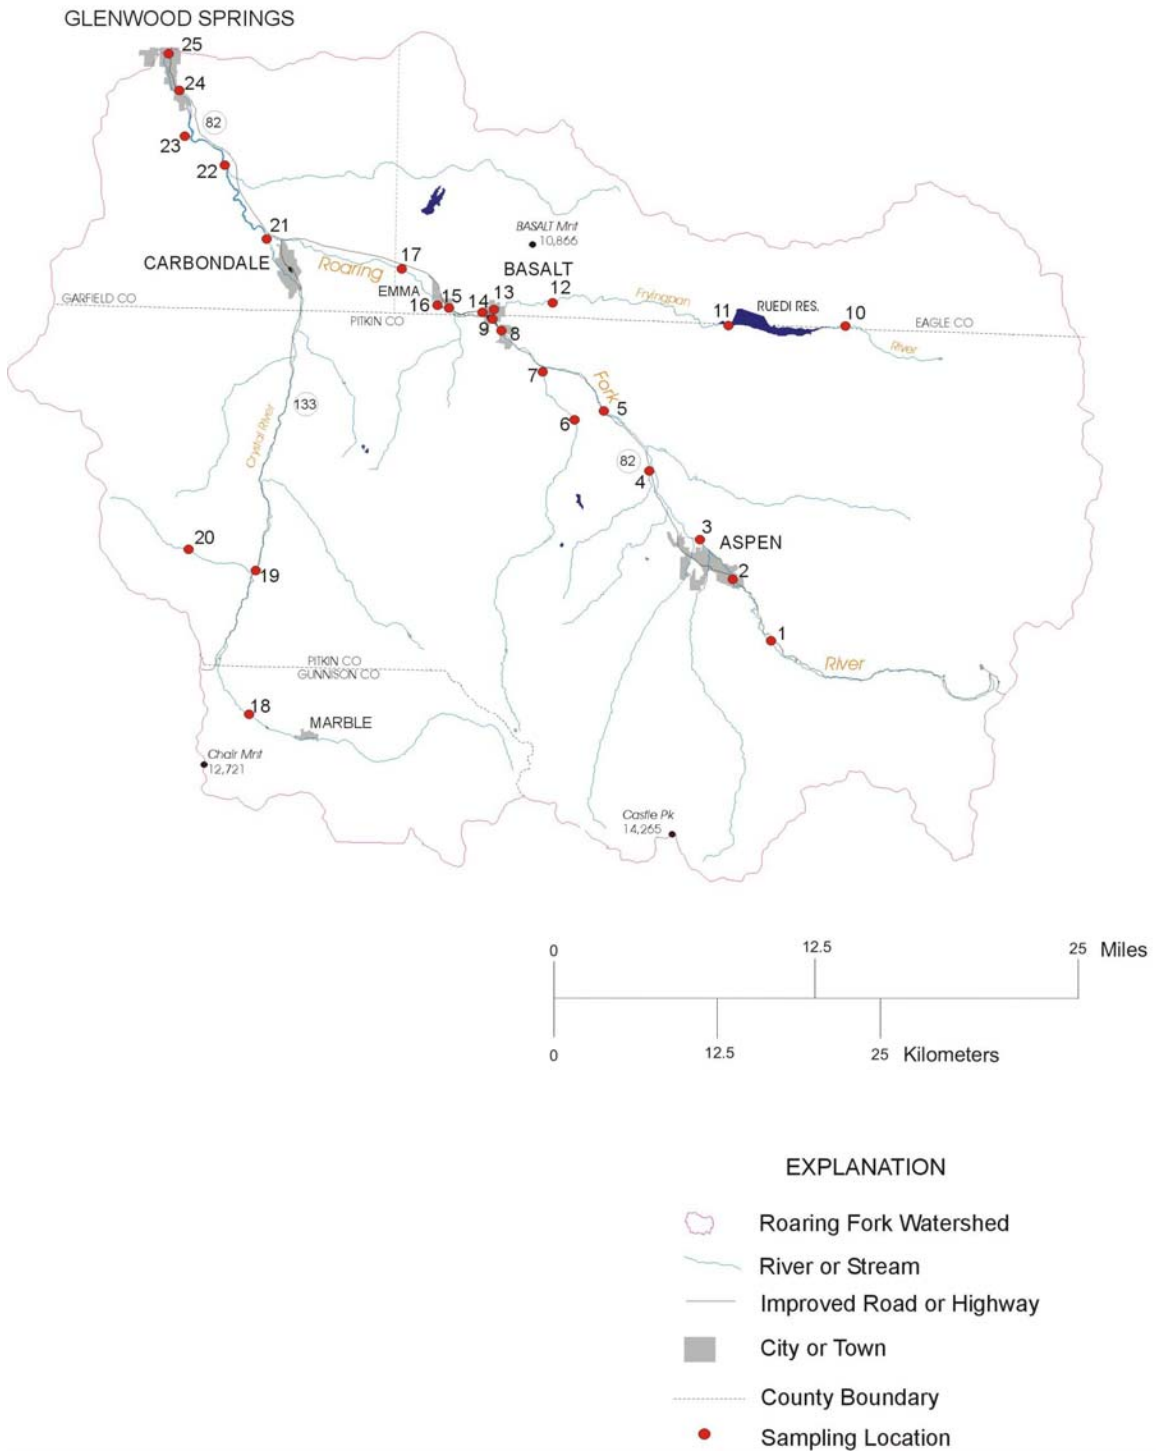 GLENWOOD SPRINGS
25
24
82
23
22
21
CARBONDALE
Roaring
17
BASALT Mnt
10,866
BASALT
EMMA
16
15
14
13
12
9
8
Fryingpan
11
RUEDI RES.
10
River
GARFIELD CO
PITKIN CO
EAGLE CO
7
Fork
5
6
82
4
133
Crystal River
3
ASPEN
2
1
River
20
19
PITKIN CO
GUNNISON CO
18
MARBLE
Chair Mnt
12,721
Castle Pk
14,265
0
12.5
25 Miles
0
12.5
25 Kilometers
EXPLANATION
Roaring Fork Watershed
River or Stream
Improved Road or Highway
City or Town
County Boundary
Sampling Location